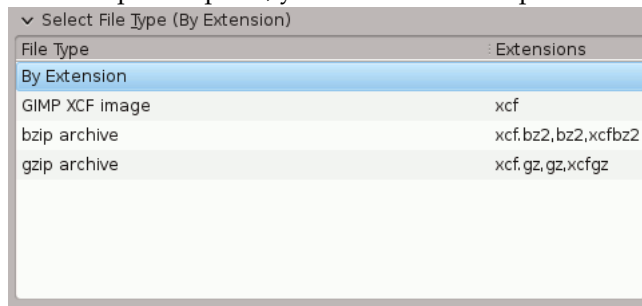 Select File Type (By Extension)
File Type Extensions
By Extension
GIMP XCF image xcf
bzip archive xcf.bz2,bz2,xcfbz2
gzip archive xcf.gz,gz,xcfgz